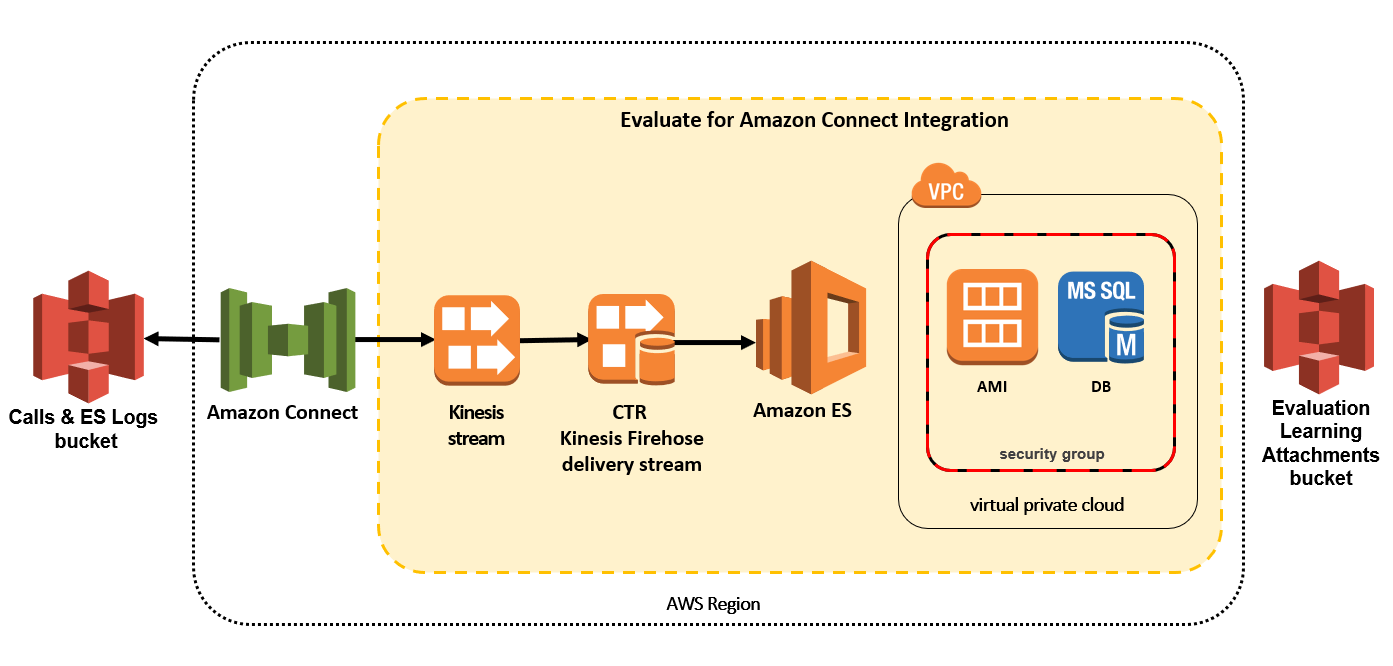 Evaluate for Amazon Connect Integration
VPC
MS SQL
M
AMI
DB
security group
virtual private cloud
Calls & ES Logs
bucket
Amazon Connect
Kinesis
stream
CTR
Kinesis Firehose
delivery stream
Amazon ES
Evaluation
Learning
Attachments
bucket
AWS Region